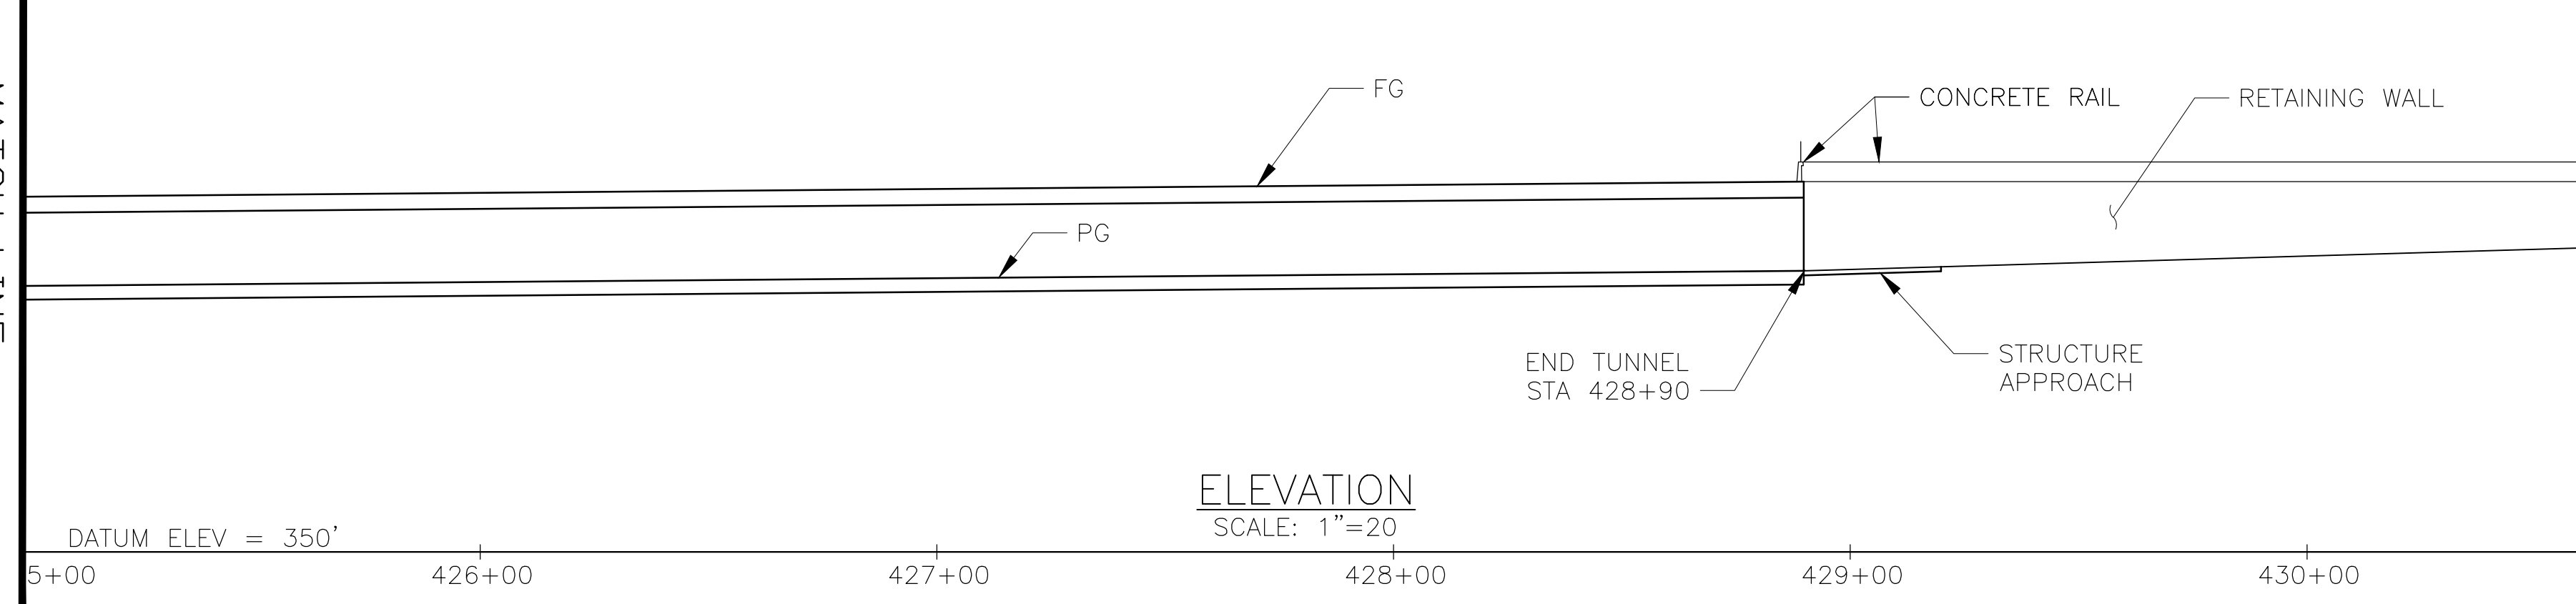 FG
CONCRETE RAIL
RETAINING WALL
PG
END TUNNEL
STA 428+90
STRUCTURE
APPROACH
ELEVATION
SCALE: 1"=20
DATUM ELEV = 350'
5+00
426+00
427+00
428+00
429+00
430+00